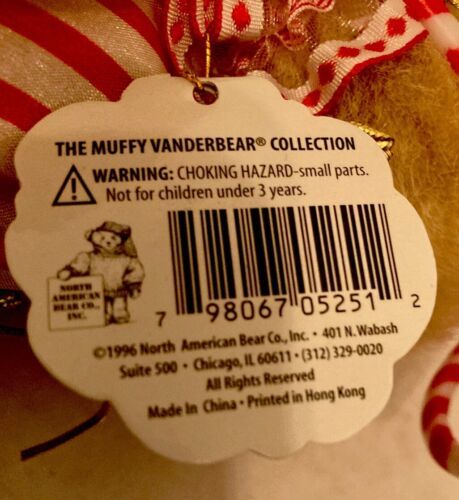 THE MUFFY VANDERBEAR® COLLECTION
WARNING: CHOKING HAZARD-small parts.
Not for children under 3 years.
NORTH
AMERICAN
BEAR CO.,
INC.
7 98067 05251 2
©1996 North American Bear Co., Inc. • 401 N. Wabash
Suite 500 • Chicago, IL 60611 • (312) 329-0020
All Rights Reserved
Made In China • Printed in Hong Kong